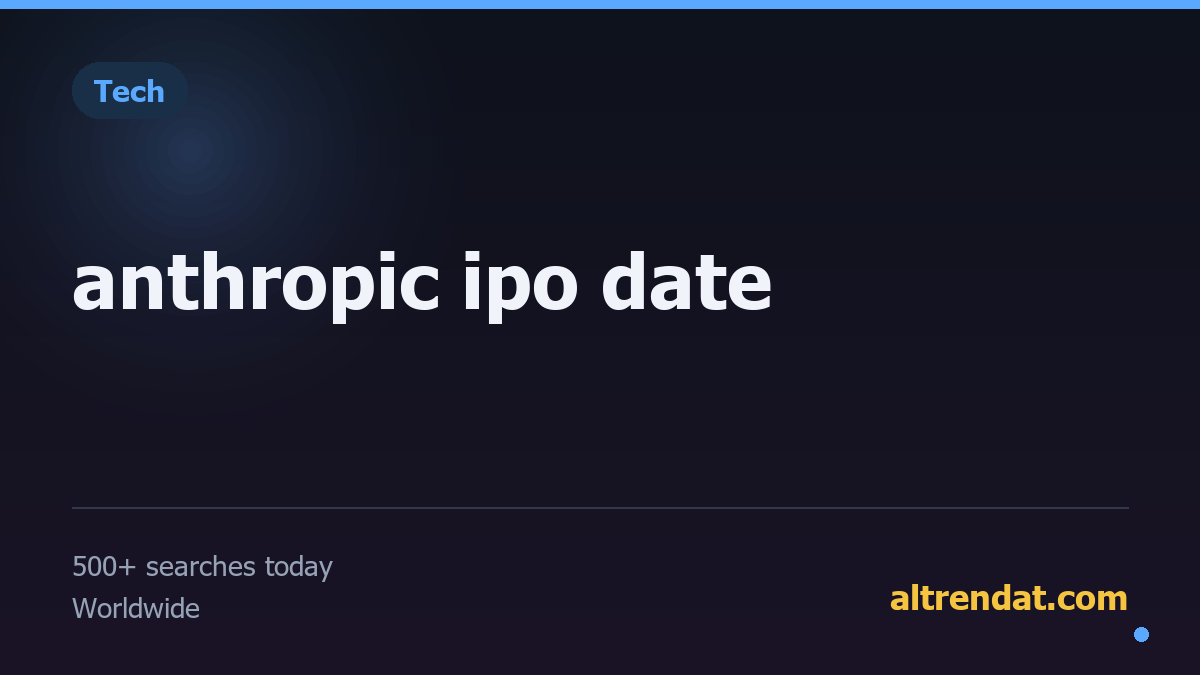 Tech
anthropic ipo date
500+ searches today
Worldwide
altrendat.com